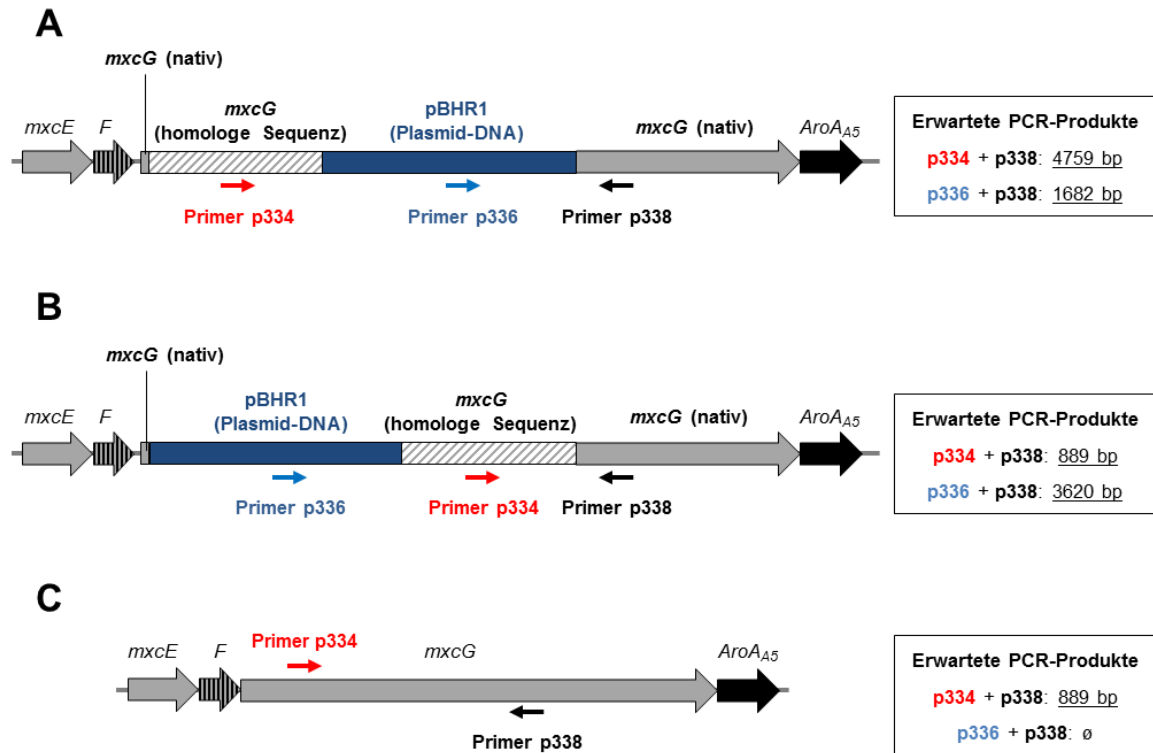 A
mxcG (nativ)
mxcE
F
mxcG
(homologe Sequenz)
pBHR1
(Plasmid-DNA)
mxcG (nativ)
AroA_A5
Primer p334
Primer p336
Primer p338
Erwartete PCR-Produkte
p334 + p338: 4759 bp
p336 + p338: 1682 bp
B
mxcG (nativ)
mxcE
F
pBHR1
(Plasmid-DNA)
mxcG
(homologe Sequenz)
mxcG (nativ)
AroA_A5
Primer p336
Primer p334
Primer p338
Erwartete PCR-Produkte
p334 + p338: 889 bp
p336 + p338: 3620 bp
C
mxcE
F
Primer p334
mxcG
AroA_A5
Primer p338
Erwartete PCR-Produkte
p334 + p338: 889 bp
p336 + p338: ø